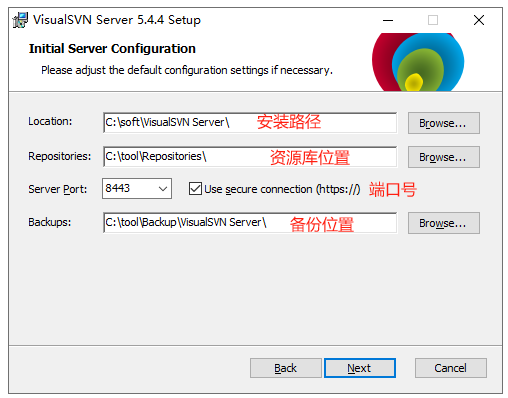 VisualSVN Server 5.4.4 Setup
Initial Server Configuration
Please adjust the default configuration settings if necessary.
Location: C:\soft\VisualSVN Server\ 安装路径 Browse...
Repositories: C:\tool\Repositories\ 资源库位置 Browse...
Server Port: 8443 Use secure connection (https://) 端口号
Backups: C:\tool\Backup\VisualSVN Server\ 备份位置 Browse...
Back Next Cancel